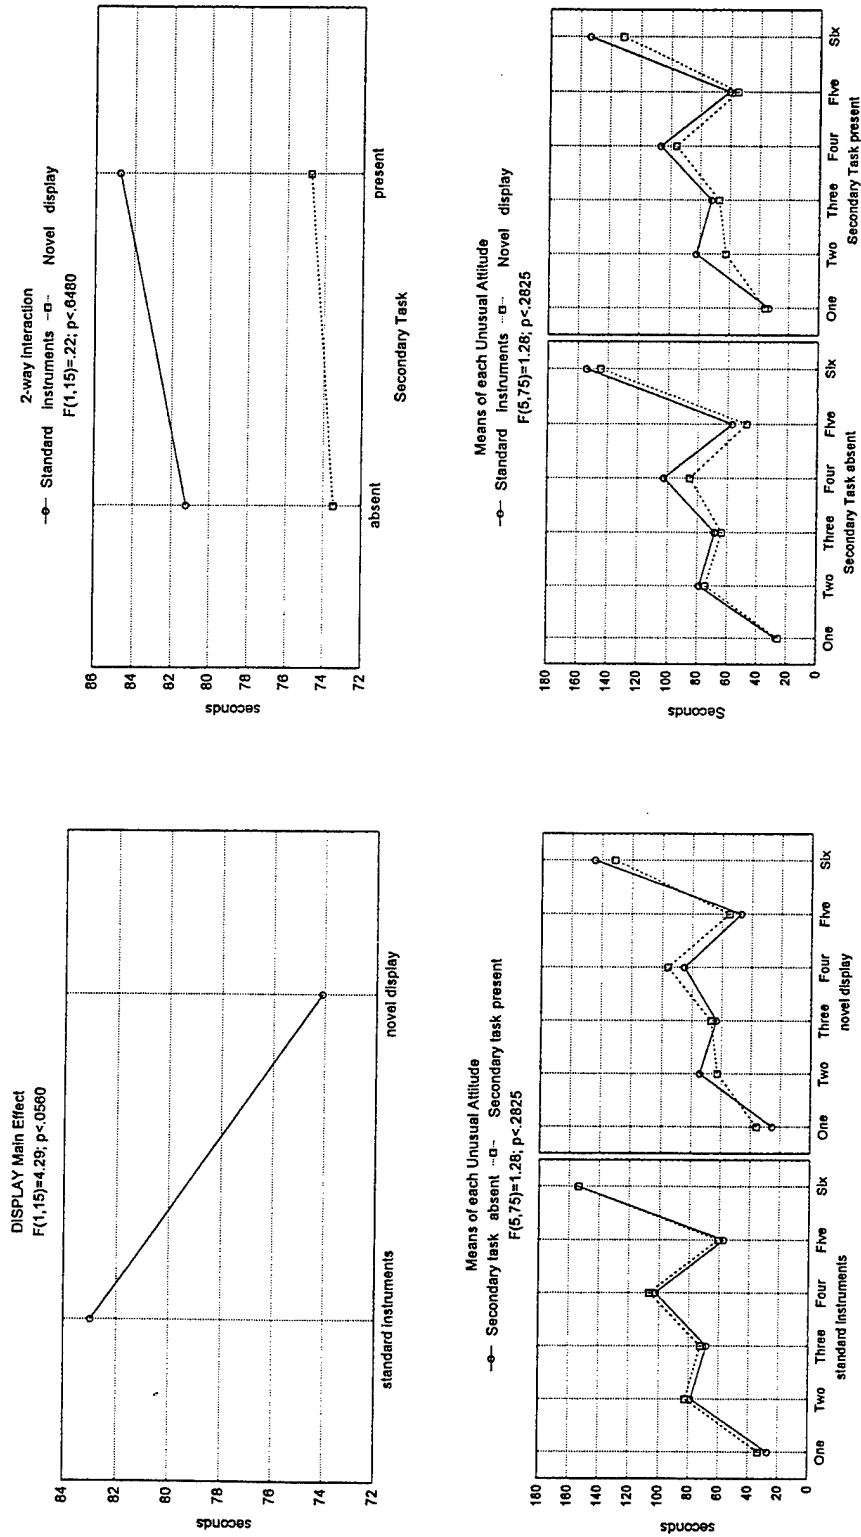 DISPLAY Main Effect
F(1,15)=4.29; p<.0560
84
82
80
78
76
74
72
seconds
standard instruments
novel display
2-way interaction
Standard instruments Novel display
F(1,15)=.22; p<.6480
86
84
82
80
78
76
74
72
seconds
absent
present
Secondary Task
Means of each Unusual Attitude
Secondary task absent Secondary task present
F(5,75)=1.28; p<.2825
180
160
140
120
100
80
60
40
20
0
seconds
One Two Three Four Five Six
standard instruments
One Two Three Four Five Six
novel display
Means of each Unusual Attitude
Standard instruments Novel display
F(5,75)=1.28; p<.2825
180
160
140
120
100
80
60
40
20
0
Seconds
One Two Three Four Five Six
Secondary Task absent
One Two Three Four Five Six
Secondary Task present